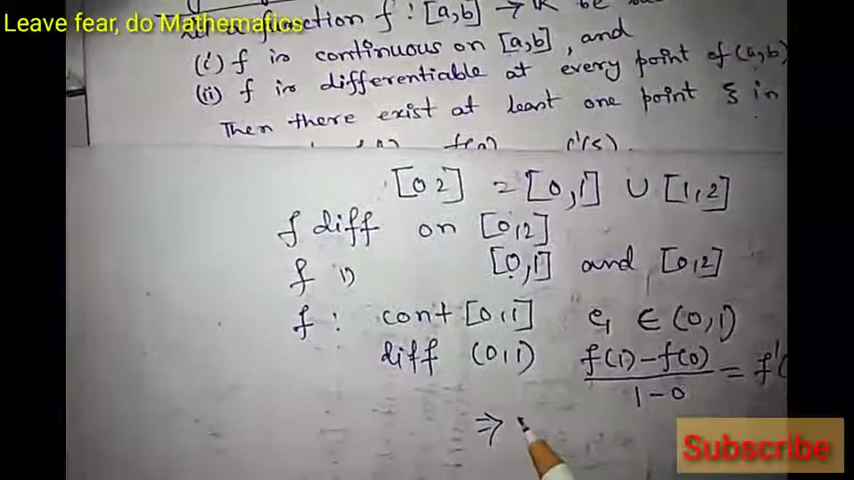 Leave fear, do Mathematics
a function f : [a,b] → R be
(i) f is continuous on [a,b], and
(ii) f is differentiable at every point of (a,b)
Then there exist at least one point ξ in
[0 2] = [0,1] ∪ [1,2]
f diff on [0,2]
f ") [0,1] and [0,2]
f : cont [0,1] c₁ ∈ (0,1)
diff (0,1) f(1)-f(0) / 1-0 = f'(
⇒
Subscribe